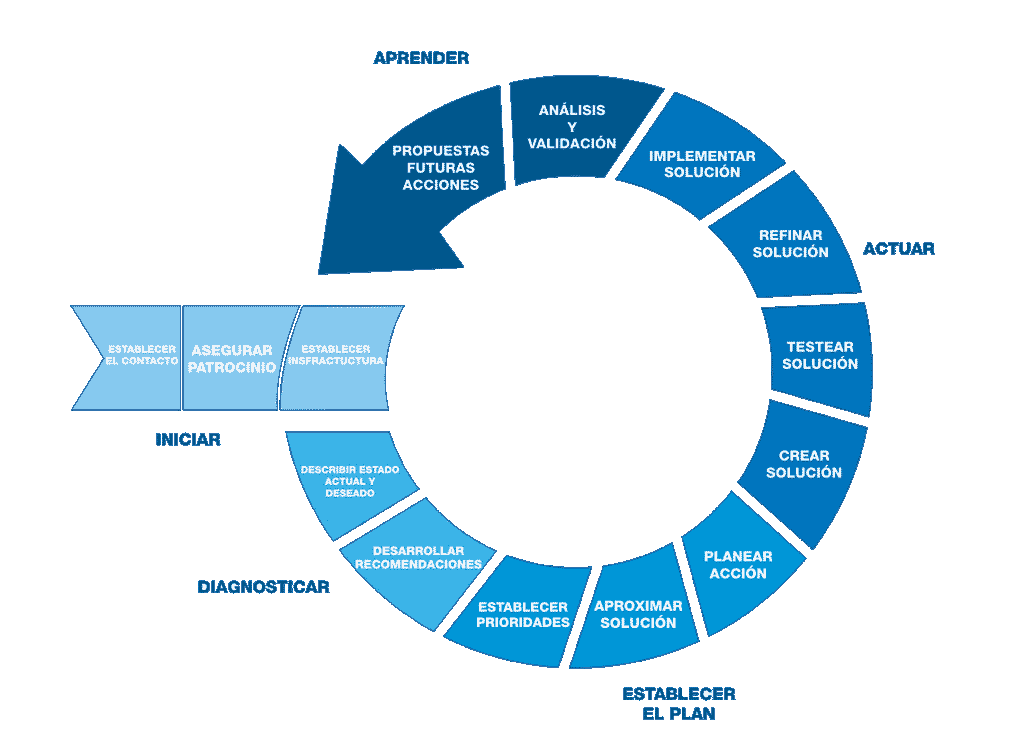 APRENDER
ANÁLISIS
Y
VALIDACIÓN
PROPUESTAS
FUTURAS
ACCIONES
IMPLEMENTAR
SOLUCIÓN
REFINAR
SOLUCIÓN
ACTUAR
TESTEAR
SOLUCIÓN
CREAR
SOLUCIÓN
PLANEAR
ACCIÓN
APROXIMAR
SOLUCIÓN
ESTABLECER
PRIORIDADES
ESTABLECER
EL PLAN
DESARROLLAR
RECOMENDACIONES
DIAGNOSTICAR
DESCRIBIR ESTADO
ACTUAL Y
DESEADO
ESTABLECER
EL CONTACTO
ASEGURAR
PATROCINIO
ESTABLECER
INSFRACTUCTURA
INICIAR